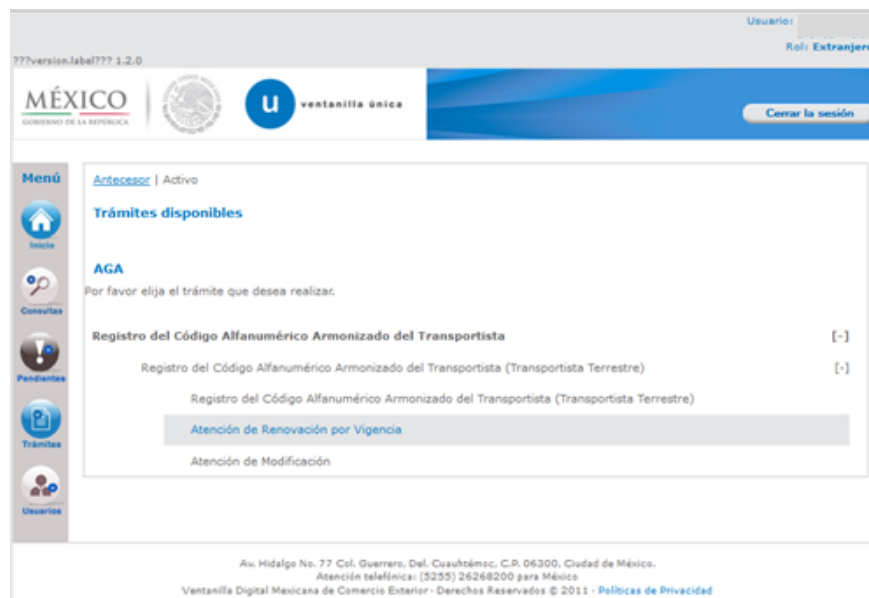 Usuario:
Rol: Extranjero
???version.label??? 1.2.0
MÉXICO
GOBIERNO DE LA REPÚBLICA
u
ventanilla única
Cerrar la sesión
Menú
Inicio
Consultas
Pendientes
Trámites
Usuarios
Antecesor | Activo
Trámites disponibles
AGA
Por favor elija el trámite que desea realizar.
Registro del Código Alfanumérico Armonizado del Transportista [-]
Registro del Código Alfanumérico Armonizado del Transportista (Transportista Terrestre) [-]
Registro del Código Alfanumérico Armonizado del Transportista (Transportista Terrestre)
Atención de Renovación por Vigencia
Atención de Modificación
Av. Hidalgo No. 77 Col. Guerrero, Del. Cuauhtémoc, C.P. 06300, Ciudad de México.
Atención telefónica: (5255) 26268200 para México
Ventanilla Digital Mexicana de Comercio Exterior - Derechos Reservados © 2011 - Políticas de Privacidad